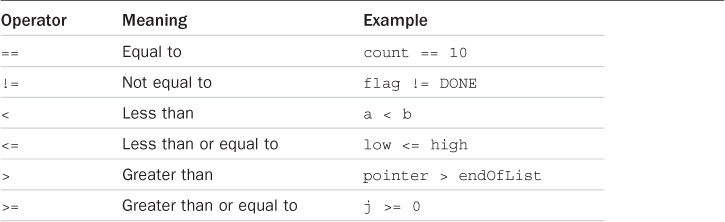 Operator Meaning Example
== Equal to count == 10
!= Not equal to flag != DONE
< Less than a < b
<= Less than or equal to low <= high
> Greater than pointer > endOfList
>= Greater than or equal to j >= 0